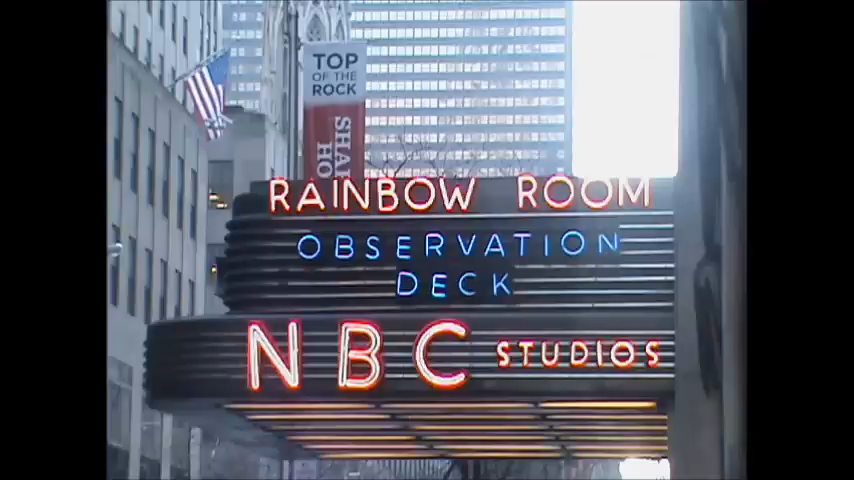 TOP
OF THE
ROCK
RAINBOW ROOM
OBSERVATION
DECK
NBC STUDIOS